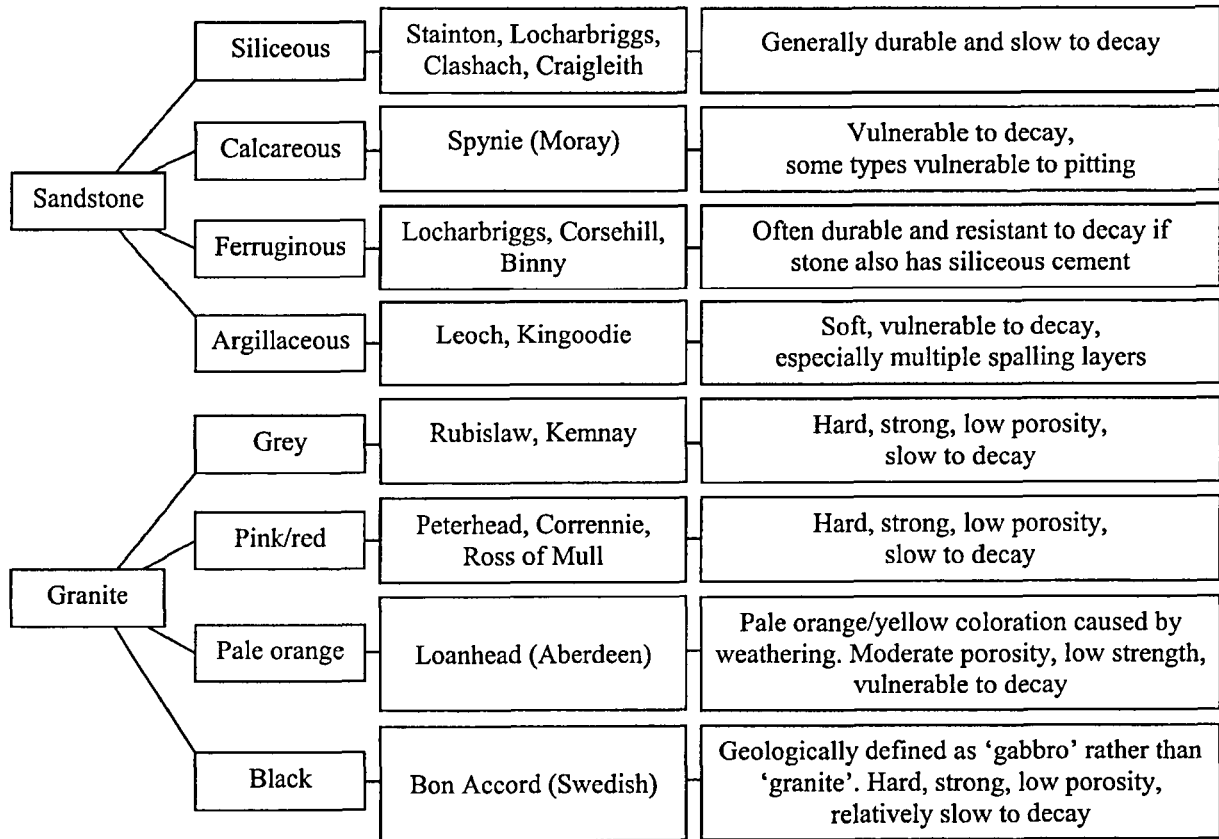 Sandstone
Siliceous
Stainton, Locharbriggs,
Clashach, Craigleith
Generally durable and slow to decay
Calcareous
Spynie (Moray)
Vulnerable to decay,
some types vulnerable to pitting
Ferruginous
Locharbriggs, Corsehill,
Binny
Often durable and resistant to decay if
stone also has siliceous cement
Argillaceous
Leoch, Kingoodie
Soft, vulnerable to decay,
especially multiple spalling layers
Granite
Grey
Rubislaw, Kemnay
Hard, strong, low porosity,
slow to decay
Pink/red
Peterhead, Corrennie,
Ross of Mull
Hard, strong, low porosity,
slow to decay
Pale orange
Loanhead (Aberdeen)
Pale orange/yellow coloration caused by
weathering. Moderate porosity, low strength,
vulnerable to decay
Black
Bon Accord (Swedish)
Geologically defined as ‘gabbro’ rather than
‘granite’. Hard, strong, low porosity,
relatively slow to decay